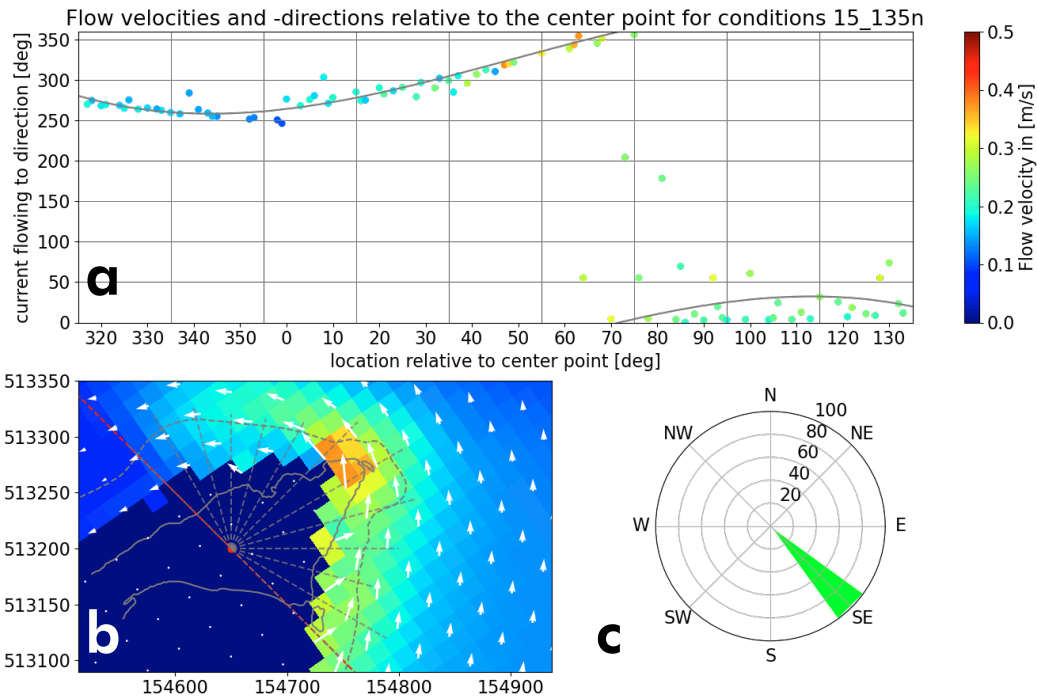 Flow velocities and -directions relative to the center point for conditions 15_135n
current flowing to direction [deg]
350
300
250
200
150
100
50
0
a
320 330 340 350 0 10 20 30 40 50 60 70 80 90 100 110 120 130
location relative to center point [deg]
0.5
0.4
0.3
0.2
0.1
0.0
Flow velocity in [m/s]
513350
513300
513250
513200
513150
513100
b
154600 154700 154800 154900
c
N
NE
E
SE
S
SW
W
NW
100
80
60
40
20